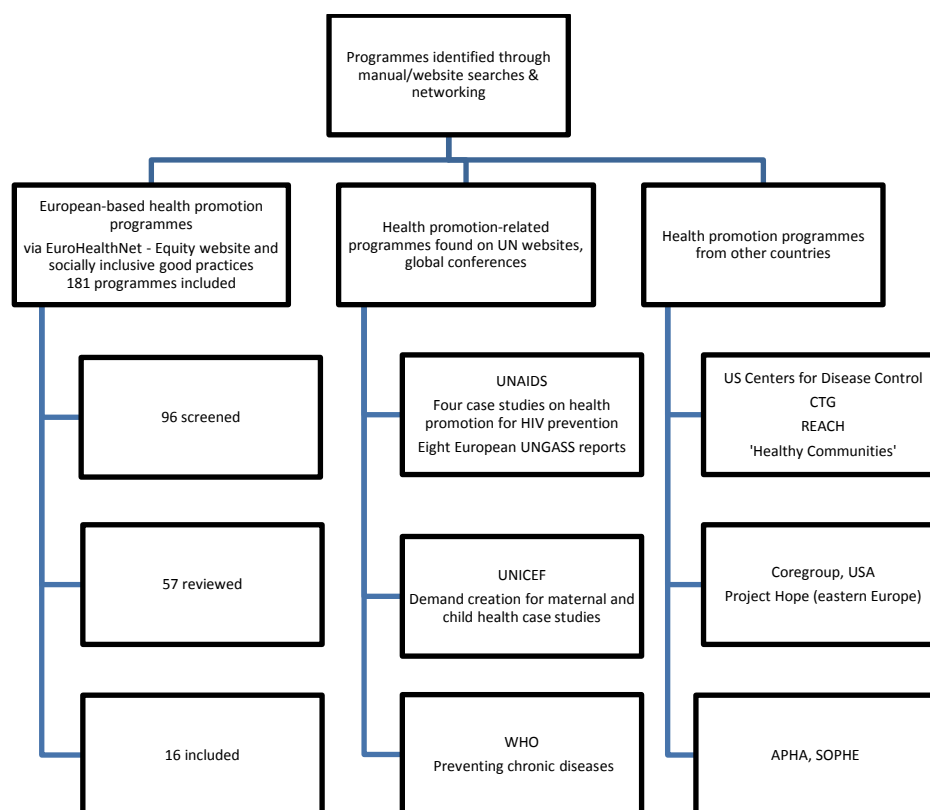 Programmes identified through
manual/website searches &
networking
European-based health promotion
programmes
via EuroHealthNet - Equity website and
socially inclusive good practices
181 programmes included
96 screened
57 reviewed
16 included
Health promotion-related
programmes found on UN websites,
global conferences
UNAIDS
Four case studies on health
promotion for HIV prevention
Eight European UNGASS reports
UNICEF
Demand creation for maternal and
child health case studies
WHO
Preventing chronic diseases
Health promotion programmes
from other countries
US Centers for Disease Control
CTG
REACH
'Healthy Communities'
Coregroup, USA
Project Hope (eastern Europe)
APHA, SOPHE